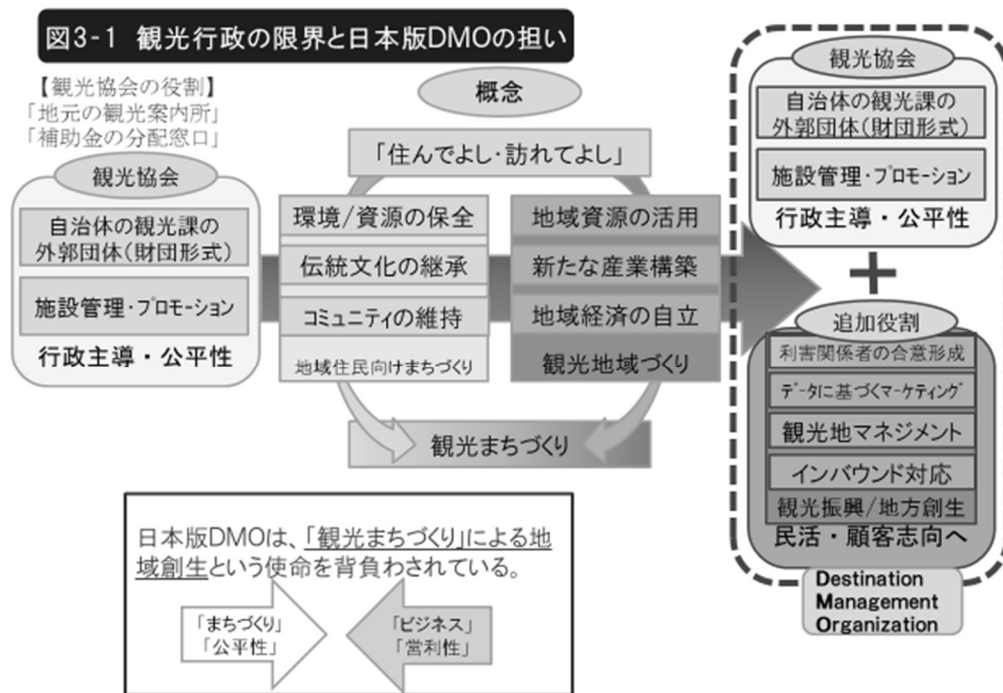 図3-1 観光行政の限界と日本版DMOの担い
【観光協会の役割】
「地元の観光案内所」
「補助金の分配窓口」
観光協会
自治体の観光課の
外郭団体(財団形式)
施設管理・プロモーション
行政主導・公平性
概念
「住んでよし・訪れてよし」
環境/資源の保全
伝統文化の継承
コミュニティの維持
地域住民向けまちづくり
地域資源の活用
新たな産業構築
地域経済の自立
観光地域づくり
観光まちづくり
観光協会
自治体の観光課の
外郭団体(財団形式)
施設管理・プロモーション
行政主導・公平性
+
追加役割
利害関係者の合意形成
データに基づくマーケティング
観光地マネジメント
インバウンド対応
観光振興/地方創生
民活・顧客志向へ
Destination
Management
Organization
日本版DMOは、「観光まちづくり」による地
域創生という使命を背負わされている。
「まちづくり」
「公平性」
「ビジネス」
「営利性」